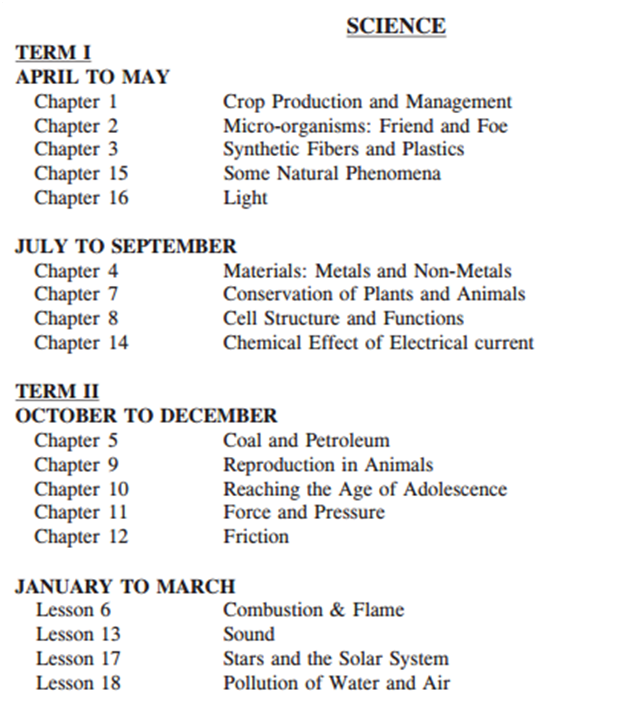 SCIENCE
TERM I
APRIL TO MAY
Chapter 1 Crop Production and Management
Chapter 2 Micro-organisms: Friend and Foe
Chapter 3 Synthetic Fibers and Plastics
Chapter 15 Some Natural Phenomena
Chapter 16 Light
JULY TO SEPTEMBER
Chapter 4 Materials: Metals and Non-Metals
Chapter 7 Conservation of Plants and Animals
Chapter 8 Cell Structure and Functions
Chapter 14 Chemical Effect of Electrical current
TERM II
OCTOBER TO DECEMBER
Chapter 5 Coal and Petroleum
Chapter 9 Reproduction in Animals
Chapter 10 Reaching the Age of Adolescence
Chapter 11 Force and Pressure
Chapter 12 Friction
JANUARY TO MARCH
Lesson 6 Combustion & Flame
Lesson 13 Sound
Lesson 17 Stars and the Solar System
Lesson 18 Pollution of Water and Air